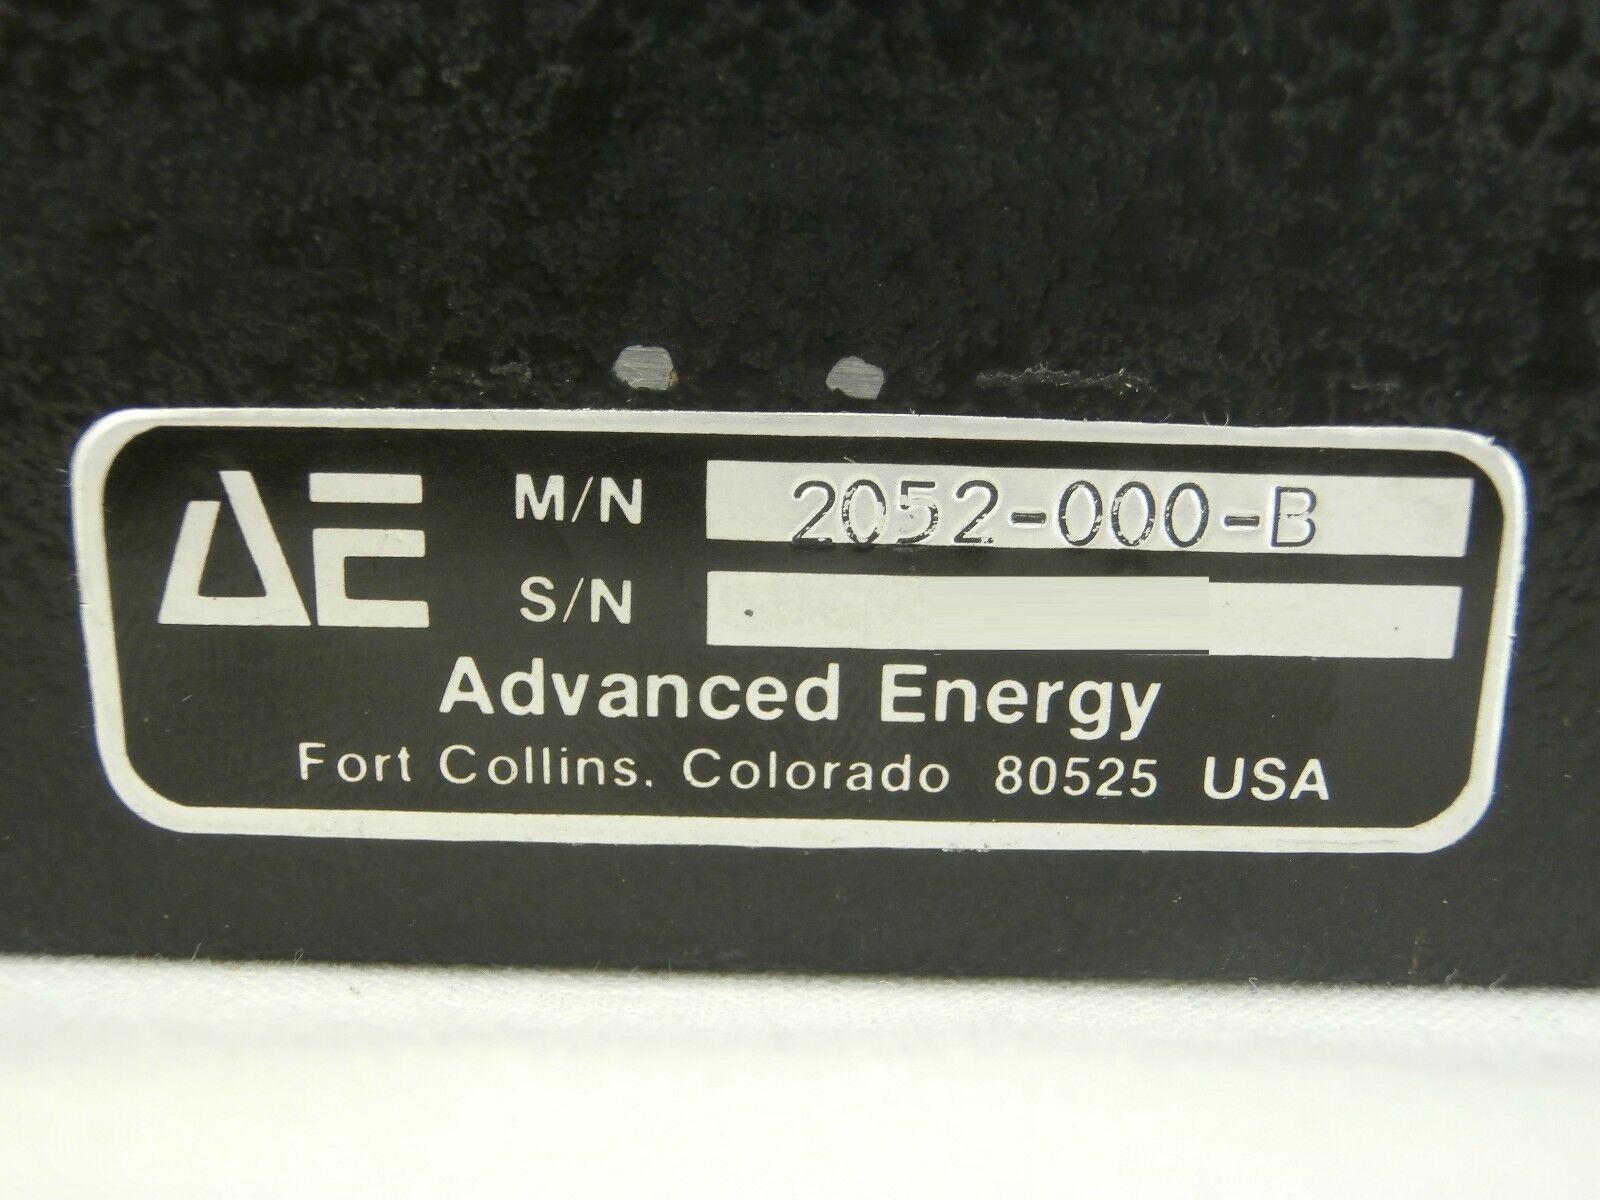 AE
M/N 2052-000-B
S/N
Advanced Energy
Fort Collins, Colorado 80525 USA